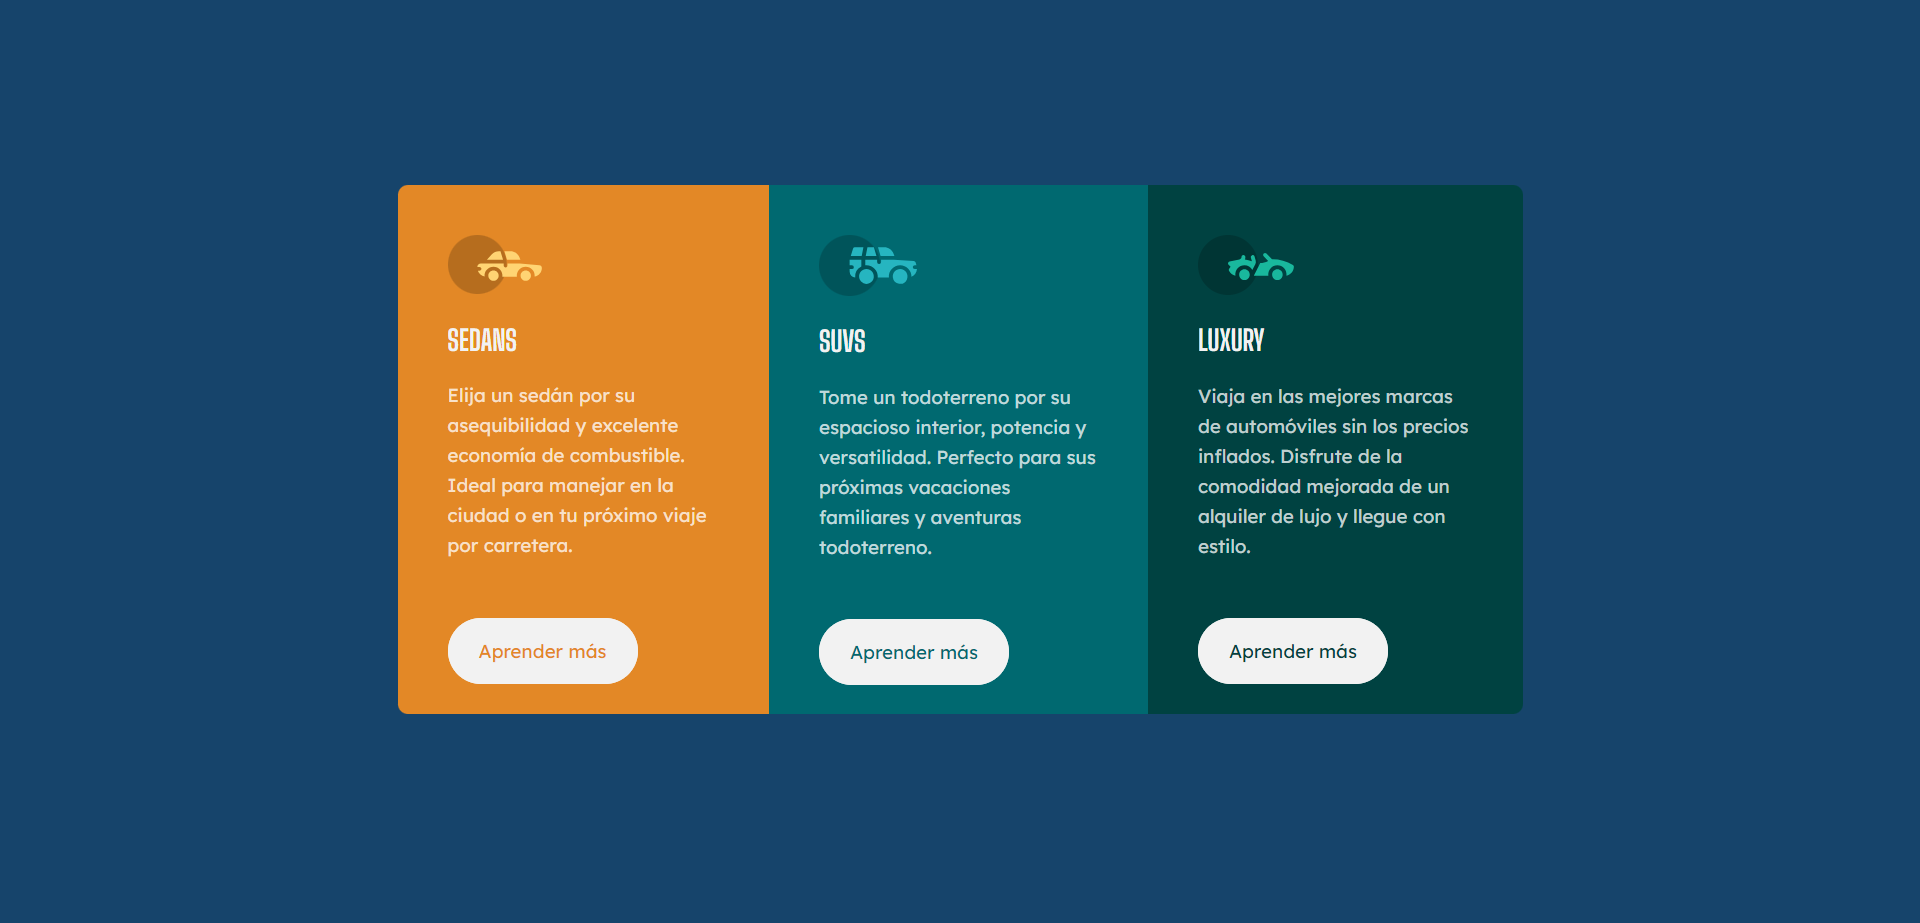 SEDANS
Elija un sedán por su
asequibilidad y excelente
economía de combustible.
Ideal para manejar en la
ciudad o en tu próximo viaje
por carretera.
Aprender más
SUVS
Tome un todoterreno por su
espacioso interior, potencia y
versatilidad. Perfecto para sus
próximas vacaciones
familiares y aventuras
todoterreno.
Aprender más
LUXURY
Viaja en las mejores marcas
de automóviles sin los precios
inflados. Disfrute de la
comodidad mejorada de un
alquiler de lujo y llegue con
estilo.
Aprender más